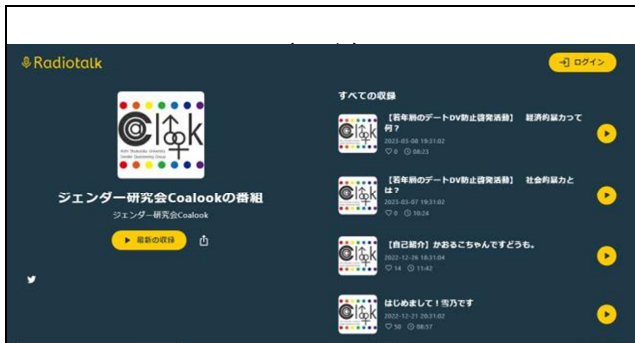 Radiotalk
ログイン
Coalook
ジェンダー研究会Coalookの番組
ジェンダー研究会Coalook
最新の収録
すべての収録
【若年層のデートDV防止啓発活動】 経済的暴力って
何?
2023-03-08 19:31:02
0 08:23
【若年層のデートDV防止啓発活動】 社会的暴力と
は?
2023-03-07 19:31:02
0 10:24
【自己紹介】かおるこちゃんですどうも。
2022-12-26 18:31:04
14 11:42
はじめまして!雪乃です
2022-12-21 20:31:02
50 08:57